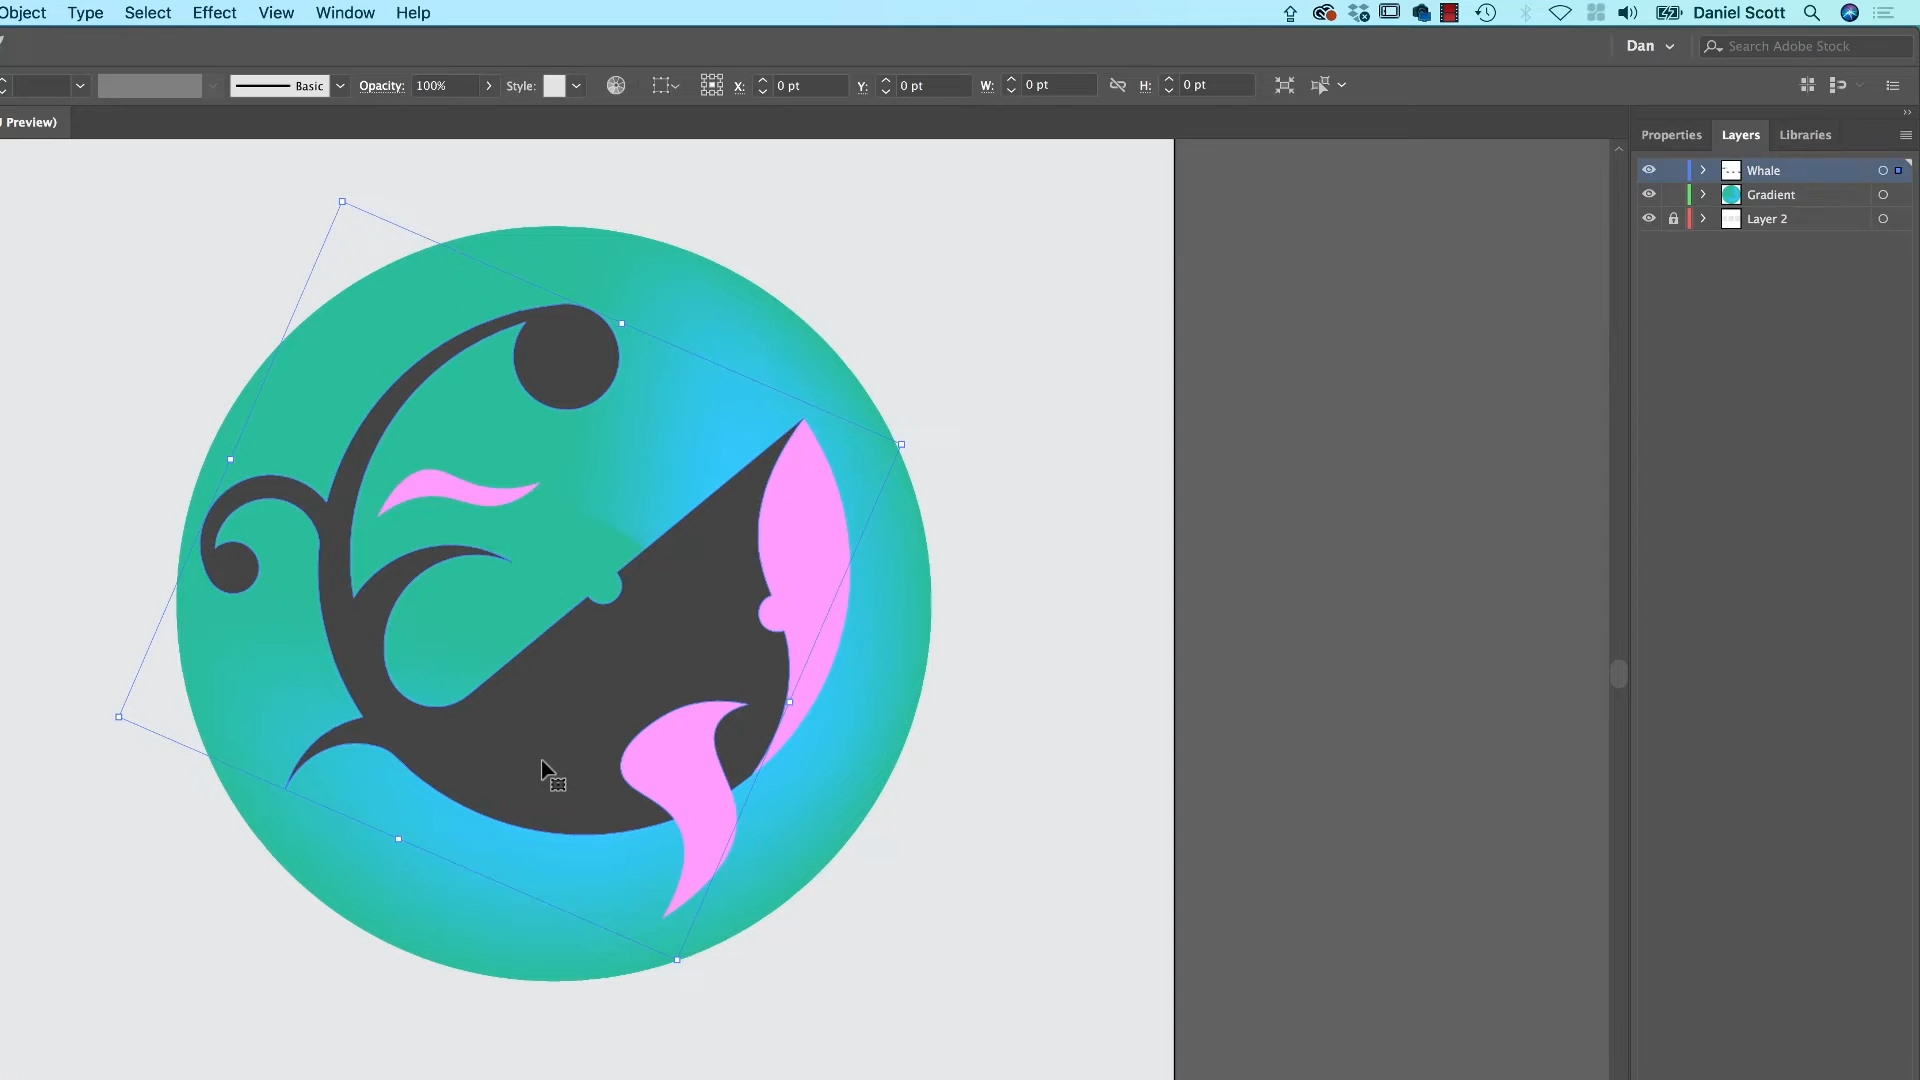 Object Type Select Effect View Window Help Daniel Scott
Dan Search Adobe Stock
Basic Opacity: 100% Style: X: 0 pt Y: 0 pt W: 0 pt H: 0 pt
Preview)
Properties Layers Libraries
Whale
Gradient
Layer 2